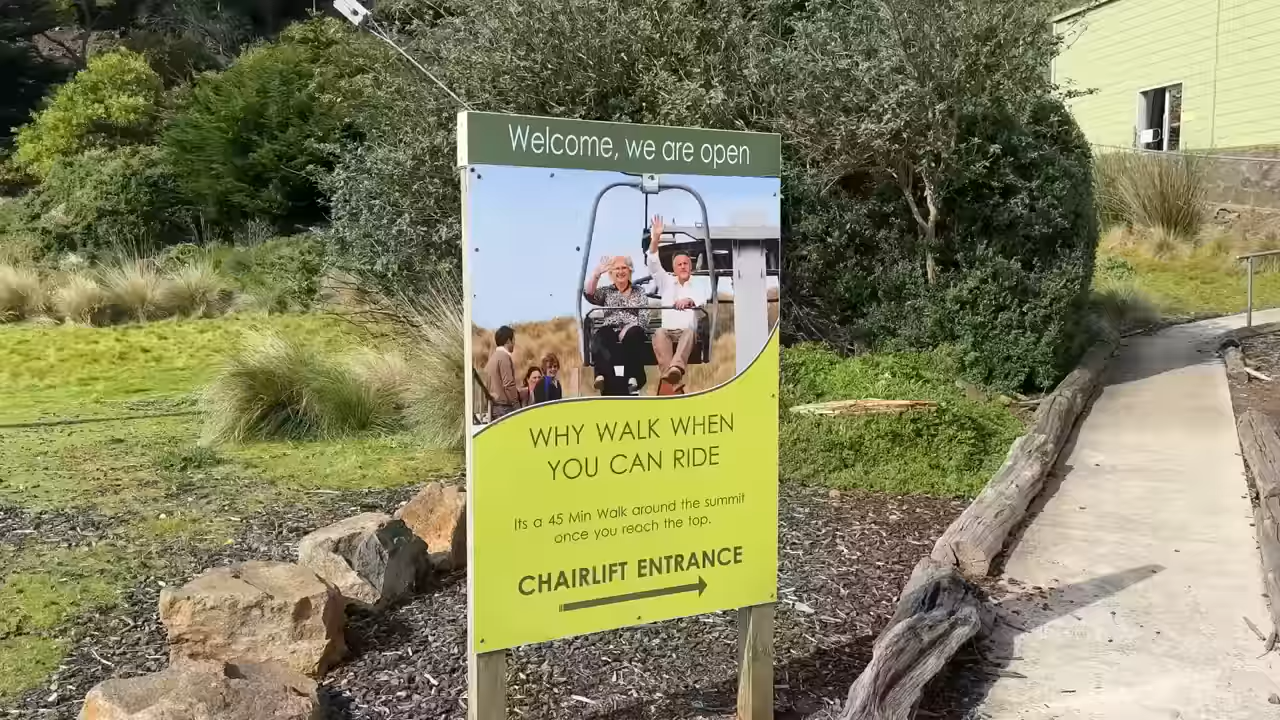 Welcome, we are open
WHY WALK WHEN
YOU CAN RIDE
Its a 45 Min Walk around the summit
once you reach the top.
CHAIRLIFT ENTRANCE